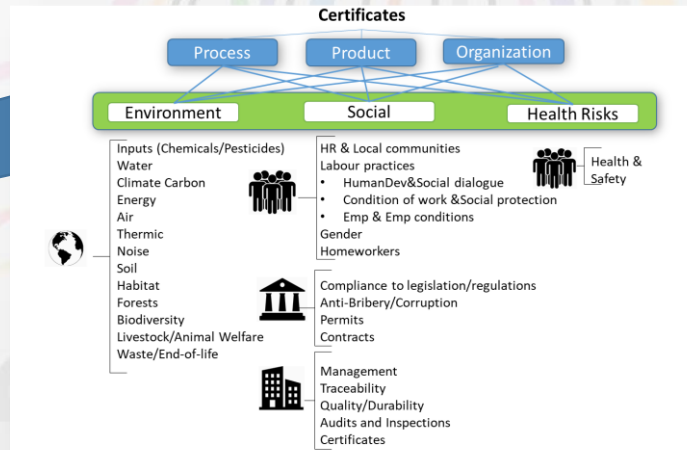 Certificates
Process
Product
Organization
Environment
Social
Health Risks
Inputs (Chemicals/Pesticides)
Water
Climate Carbon
Energy
Air
Thermic
Noise
Soil
Habitat
Forests
Biodiversity
Livestock/Animal Welfare
Waste/End-of-life
HR & Local communities
Labour practices
• HumanDev&Social dialogue
• Condition of work &Social protection
• Emp & Emp conditions
Gender
Homeworkers
Compliance to legislation/regulations
Anti-Bribery/Corruption
Permits
Contracts
Management
Traceability
Quality/Durability
Audits and Inspections
Certificates
Health &
Safety